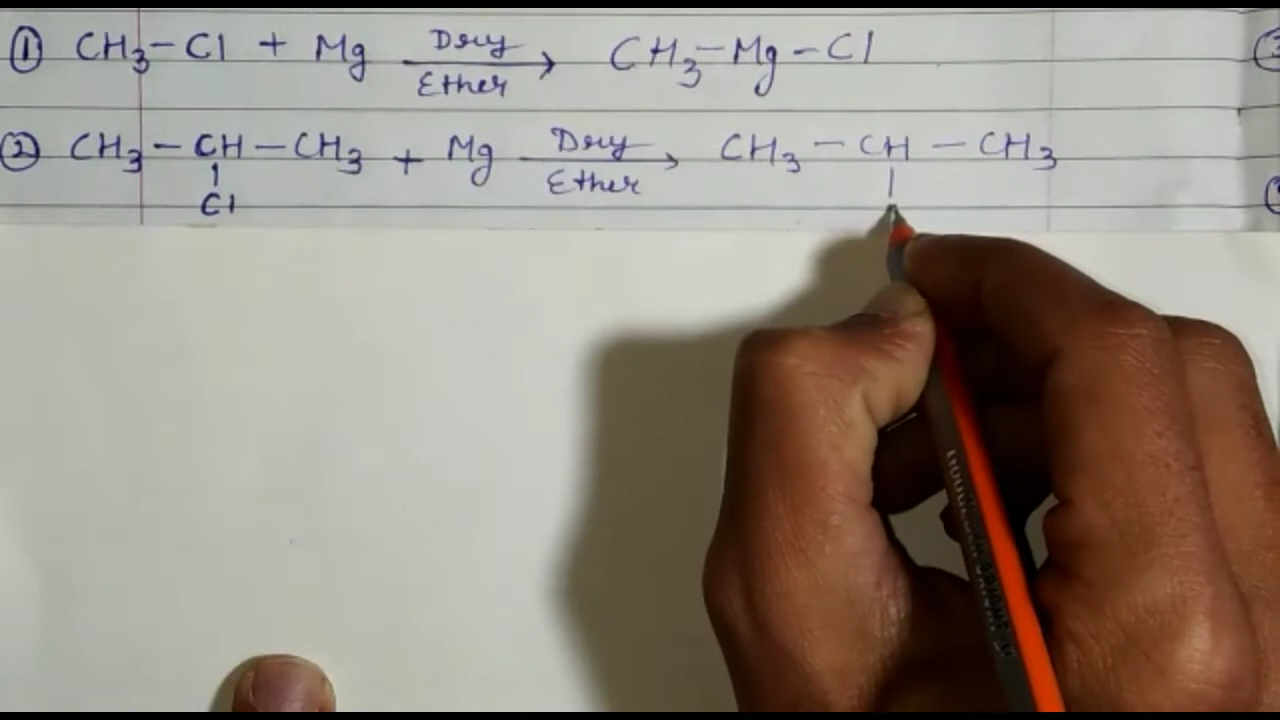 ① CH₃-Cl + Mg Dry Ether → CH₃-Mg-Cl
② CH₃-CH-CH₃ + Mg Dry Ether → CH₃-CH-CH₃
Cl